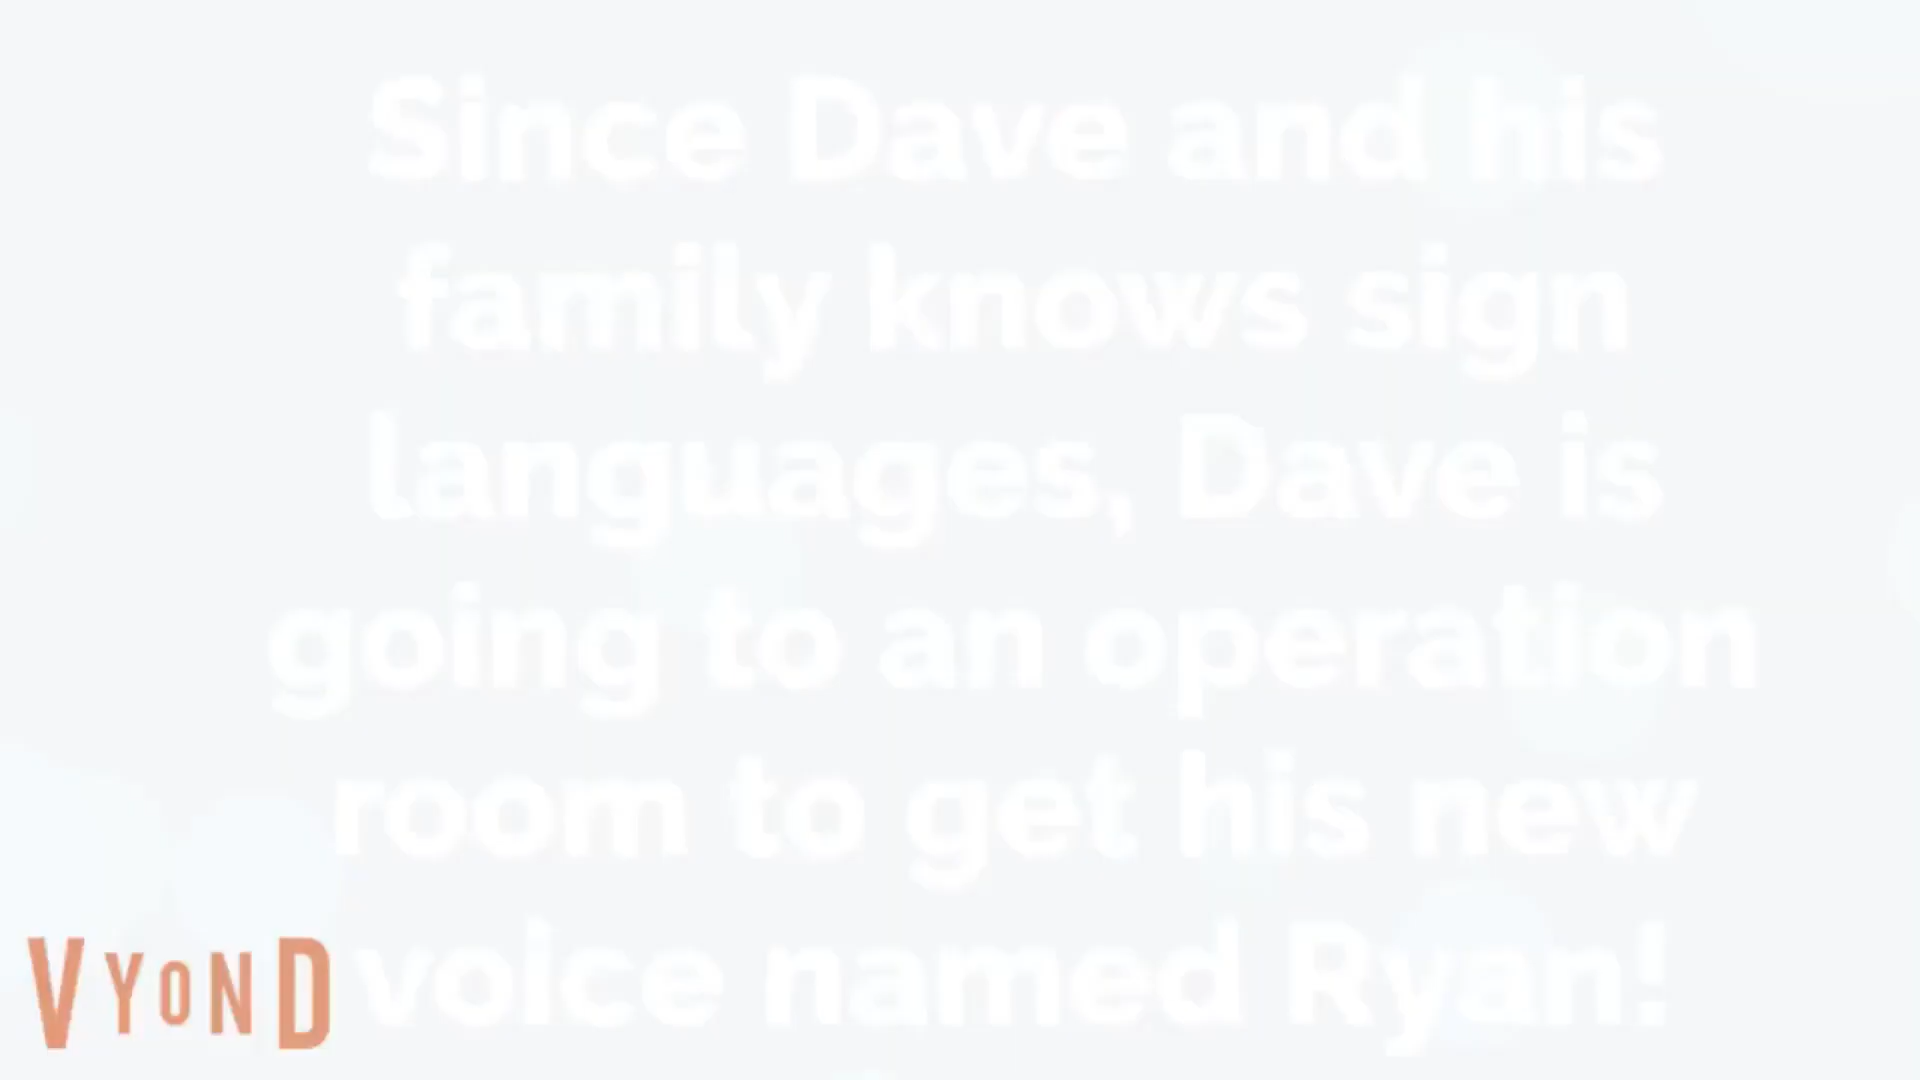 Since Dave and his
family knows sign
languages, Dave is
going to an operation
room to get his new
voice named Ryan!
VYOND